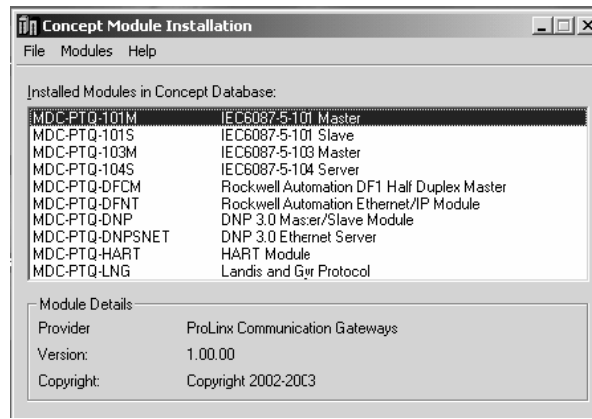 Concept Module Installation
File Modules Help
Installed Modules in Concept Database:
MDC-PTQ-101M IEC6087-5-101 Master
MDC-PTQ-101S IEC6087-5-101 Slave
MDC-PTQ-103M IEC6087-5-103 Master
MDC-PTQ-104S IEC6087-5-104 Server
MDC-PTQ-DFCM Rockwell Automation DF1 Half Duplex Master
MDC-PTQ-DFNT Rockwell Automation Ethernet/IP Module
MDC-PTQ-DNP DNP 3.0 Master/Slave Module
MDC-PTQ-DNPSNET DNP 3.0 Ethernet Server
MDC-PTQ-HART HART Module
MDC-PTQ-LNG Landis and Gyr Protocol
Module Details
Provider ProLinx Communication Gateways
Version: 1.00.00
Copyright: Copyright 2002-2003